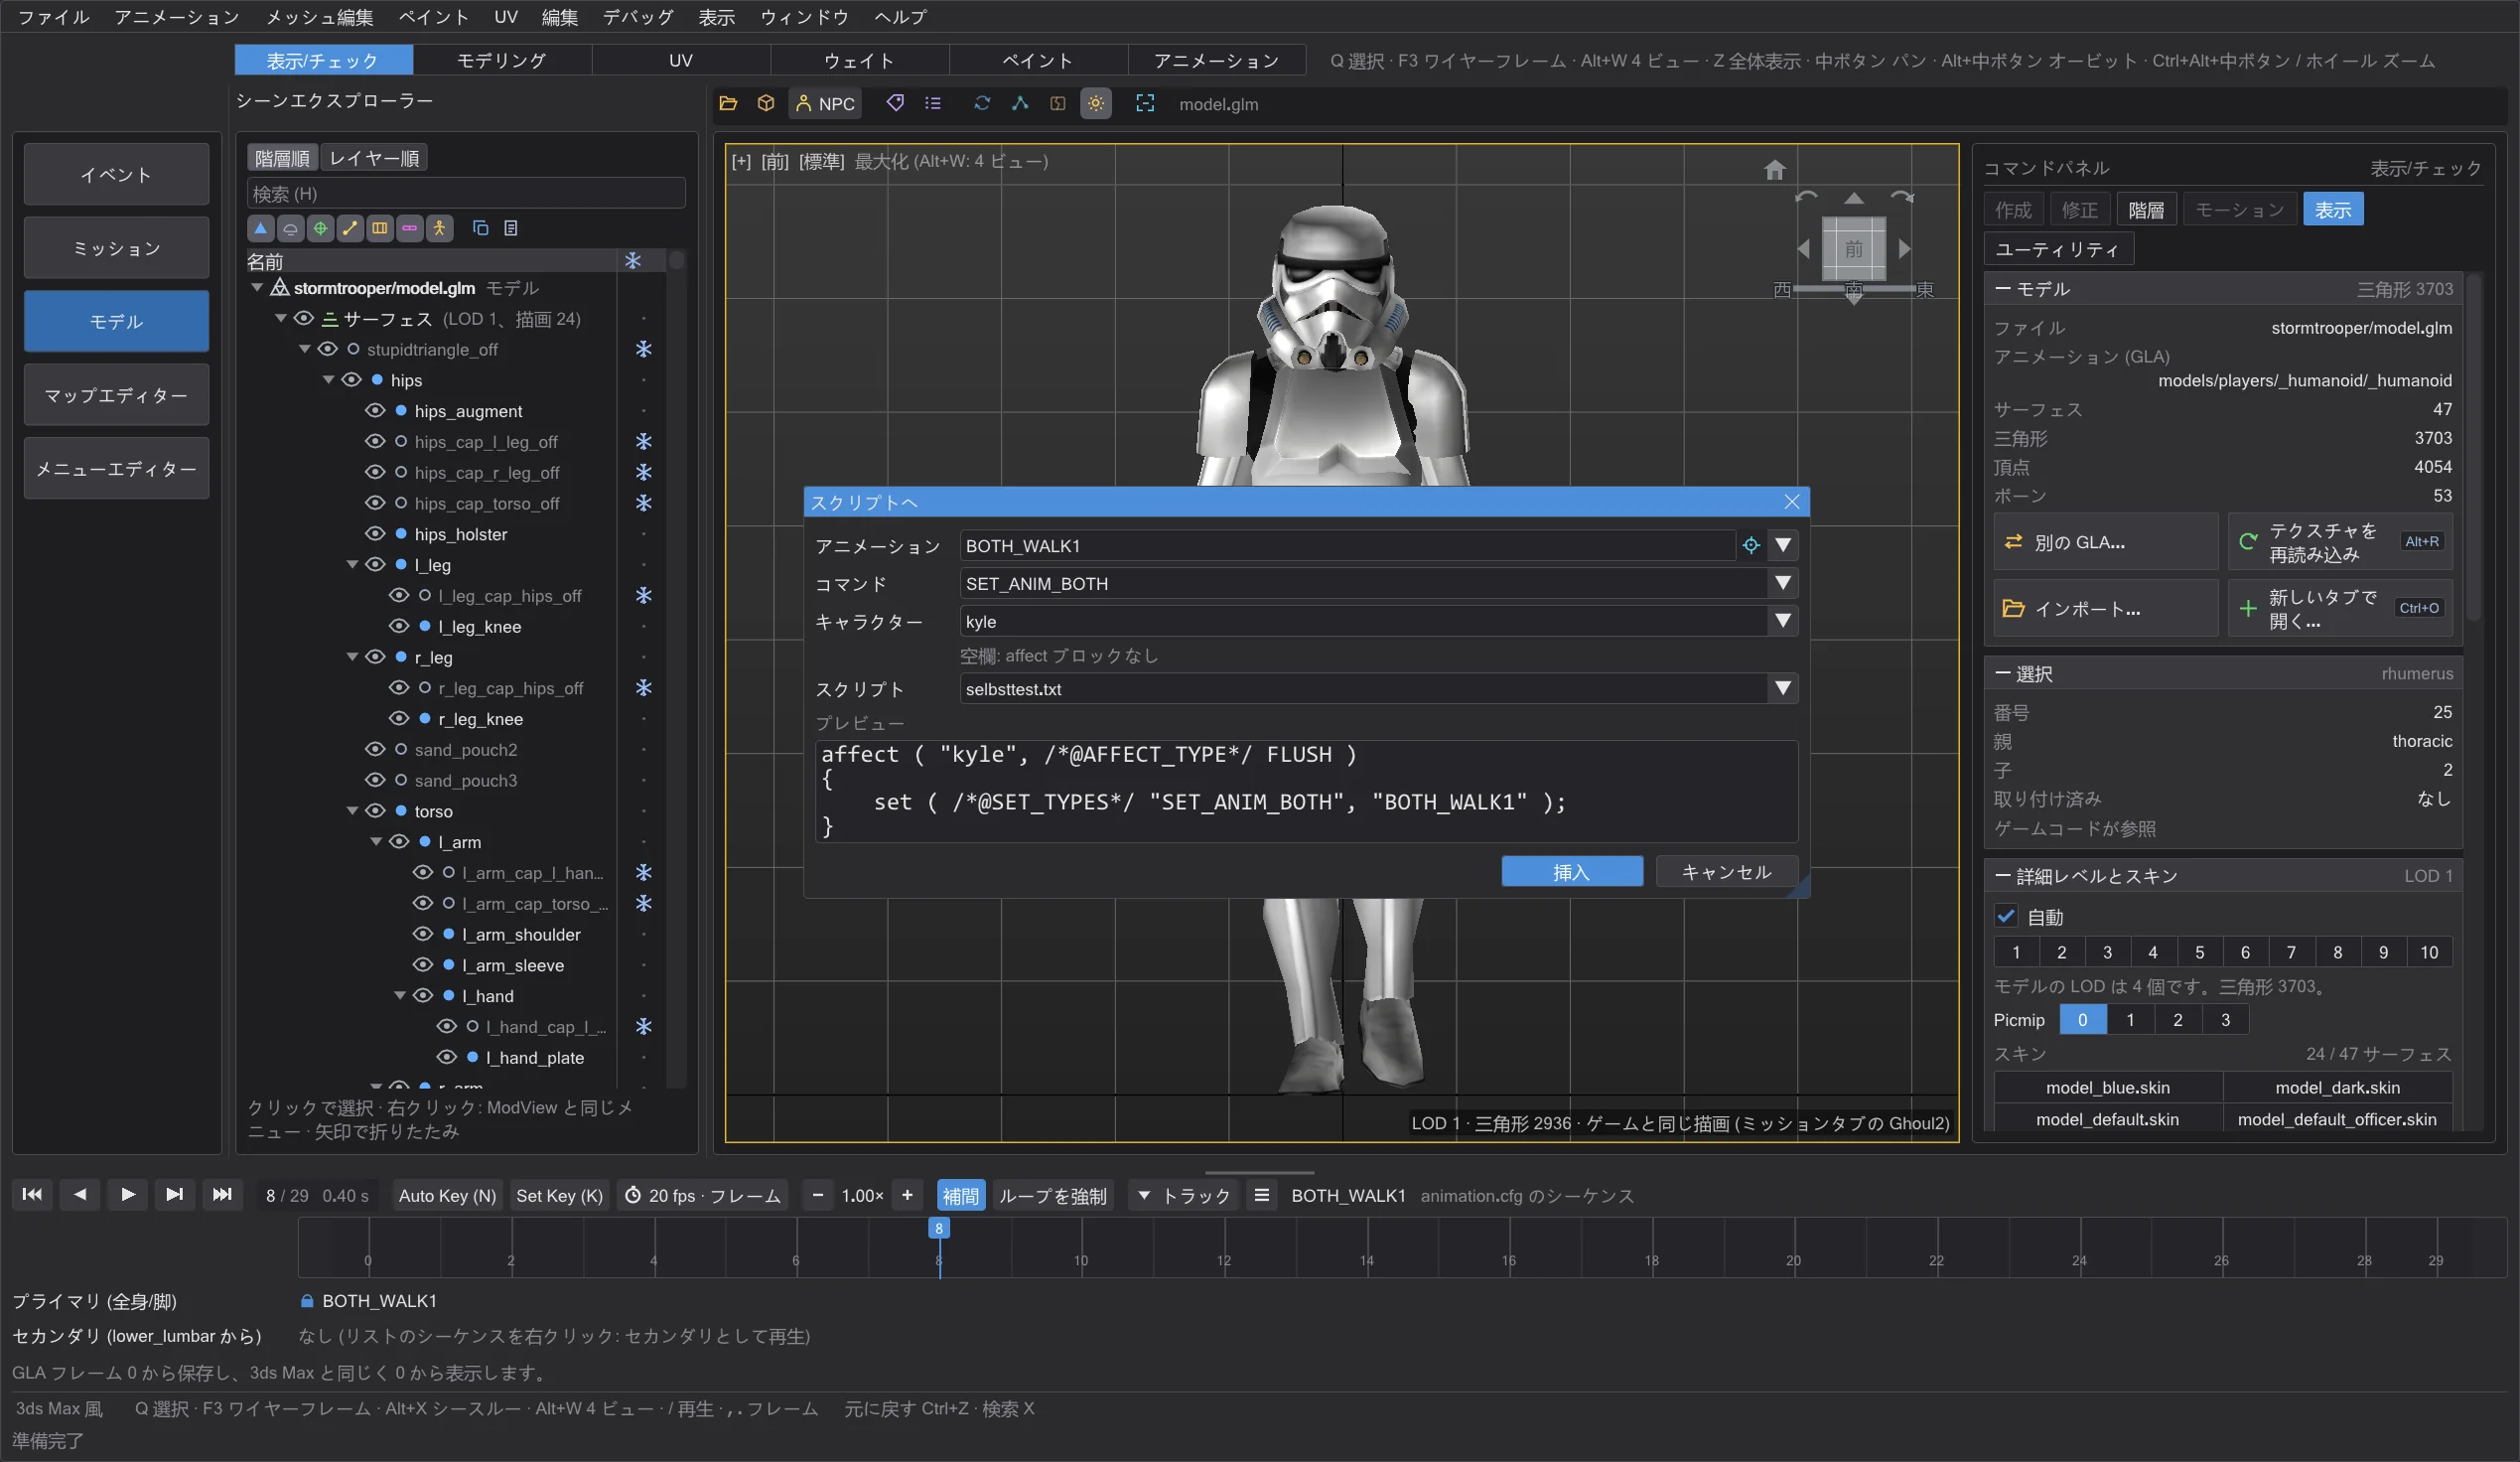 ファイル アニメーション メッシュ編集 ペイント UV 編集 デバッグ 表示 ウィンドウ ヘルプ
表示/チェック モデリング UV ウェイト ペイント アニメーション Q 選択 · F3 ワイヤーフレーム · Alt+W 4 ビュー · Z 全体表示 · 中ボタン パン · Alt+中ボタン オービット · Ctrl+Alt+中ボタン / ホイール ズーム
シーンエクスプローラー
NPC model.glm
イベント
ミッション
モデル
マップエディター
メニューエディター
階層順 レイヤー順
検索 (H)
名前
stormtrooper/model.glm モデル
サーフェス (LOD 1、描画 24)
stupidtriangle_off
hips
hips_augment
hips_cap_l_leg_off
hips_cap_r_leg_off
hips_cap_torso_off
hips_holster
l_leg
l_leg_cap_hips_off
l_leg_knee
r_leg
r_leg_cap_hips_off
r_leg_knee
sand_pouch2
sand_pouch3
torso
l_arm
l_arm_cap_l_han...
l_arm_cap_torso_...
l_arm_shoulder
l_arm_sleeve
l_hand
l_hand_cap_l_...
l_hand_plate
r_arm
クリックで選択 · 右クリック: ModView と同じメ
ニュー · 矢印で折りたたみ
[+] [前] [標準] 最大化 (Alt+W: 4 ビュー)
前
西 南 東
スクリプトへ
アニメーション BOTH_WALK1
コマンド SET_ANIM_BOTH
キャラクター kyle
空欄: affect ブロックなし
スクリプト selbsttest.txt
プレビュー
affect ( "kyle", /*@AFFECT_TYPE*/ FLUSH )
{
set ( /*@SET_TYPES*/ "SET_ANIM_BOTH", "BOTH_WALK1" );
}
挿入 キャンセル
LOD 1 · 三角形 2936 · ゲームと同じ描画 (ミッションタブの Ghoul2)
コマンドパネル 表示/チェック
作成 修正 階層 モーション 表示
ユーティリティ
モデル 三角形 3703
ファイル stormtrooper/model.glm
アニメーション (GLA)
models/players/_humanoid/_humanoid
サーフェス 47
三角形 3703
頂点 4054
ボーン 53
別の GLA... テクスチャを
再読み込み Alt+R
インポート... 新しいタブで
開く... Ctrl+O
選択 rhumerus
番号 25
親 thoracic
子 2
取り付け済み なし
ゲームコードが参照
詳細レベルとスキン LOD 1
自動
1 2 3 4 5 6 7 8 9 10
モデルの LOD は 4 個です。三角形 3703。
Picmip 0 1 2 3
スキン 24 / 47 サーフェス
model_blue.skin model_dark.skin
model_default.skin model_default_officer.skin
8 / 29 0.40 s Auto Key (N) Set Key (K) 20 fps · フレーム − 1.00× + 補間 ループを強制 トラック BOTH_WALK1 animation.cfg のシーケンス
8
0 2 4 6 8 10 12 14 16 18 20 22 24 26 28 29
プライマリ (全身/脚) BOTH_WALK1
セカンダリ (lower_lumbar から) なし (リストのシーケンスを右クリック: セカンダリとして再生)
GLA フレーム 0 から保存し、3ds Max と同じく 0 から表示します。
3ds Max 風 Q 選択 · F3 ワイヤーフレーム · Alt+X シースルー · Alt+W 4 ビュー · / 再生 · , . フレーム 元に戻す Ctrl+Z · 検索 X
準備完了